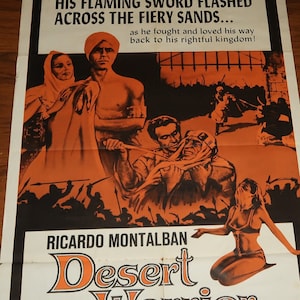 HIS FLAMING SWORD FLASHED
ACROSS THE FIERY SANDS...
as he fought and loved his way
back to his rightful kingdom!
RICARDO MONTALBAN
Desert
Warrior